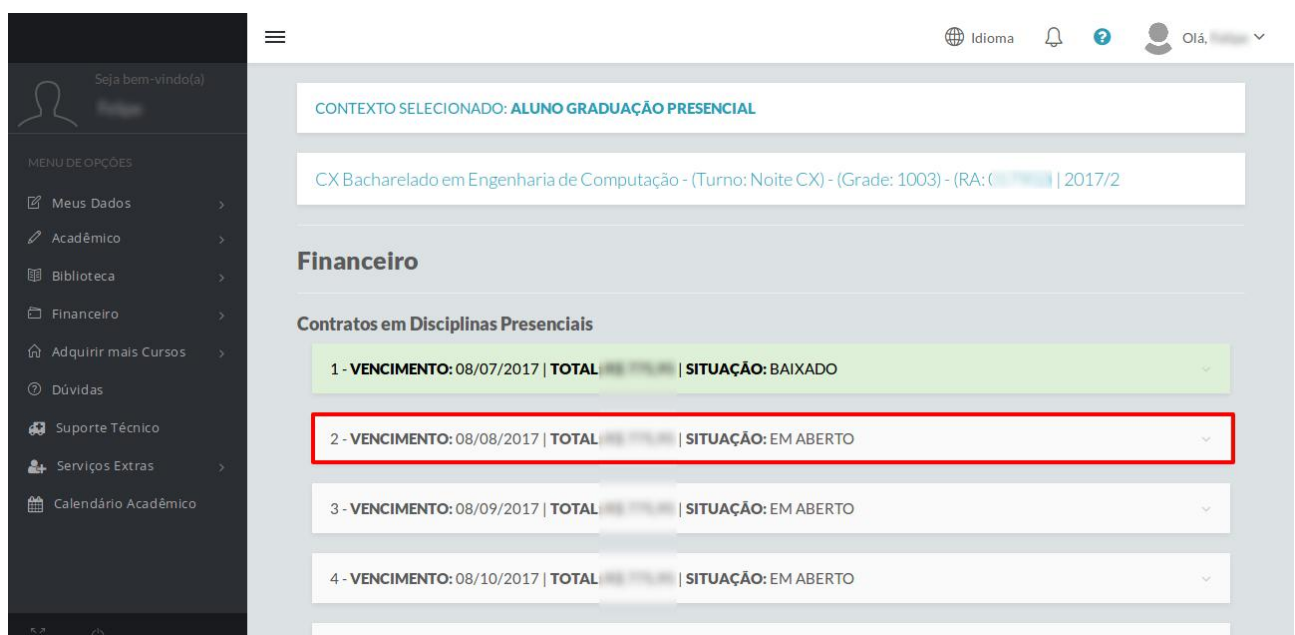 Idioma
Olá,
Seja bem-vindo(a)
MENU DE OPÇÕES
Meus Dados
Acadêmico
Biblioteca
Financeiro
Adquirir mais Cursos
Dúvidas
Suporte Técnico
Serviços Extras
Calendário Acadêmico
CONTEXTO SELECIONADO: ALUNO GRADUAÇÃO PRESENCIAL
CX Bacharelado em Engenharia de Computação - (Turno: Noite CX) - (Grade: 1003) - (RA: | 2017/2
Financeiro
Contratos em Disciplinas Presenciais
1 - VENCIMENTO: 08/07/2017 | TOTAL | SITUAÇÃO: BAIXADO
2 - VENCIMENTO: 08/08/2017 | TOTAL | SITUAÇÃO: EM ABERTO
3 - VENCIMENTO: 08/09/2017 | TOTAL | SITUAÇÃO: EM ABERTO
4 - VENCIMENTO: 08/10/2017 | TOTAL | SITUAÇÃO: EM ABERTO